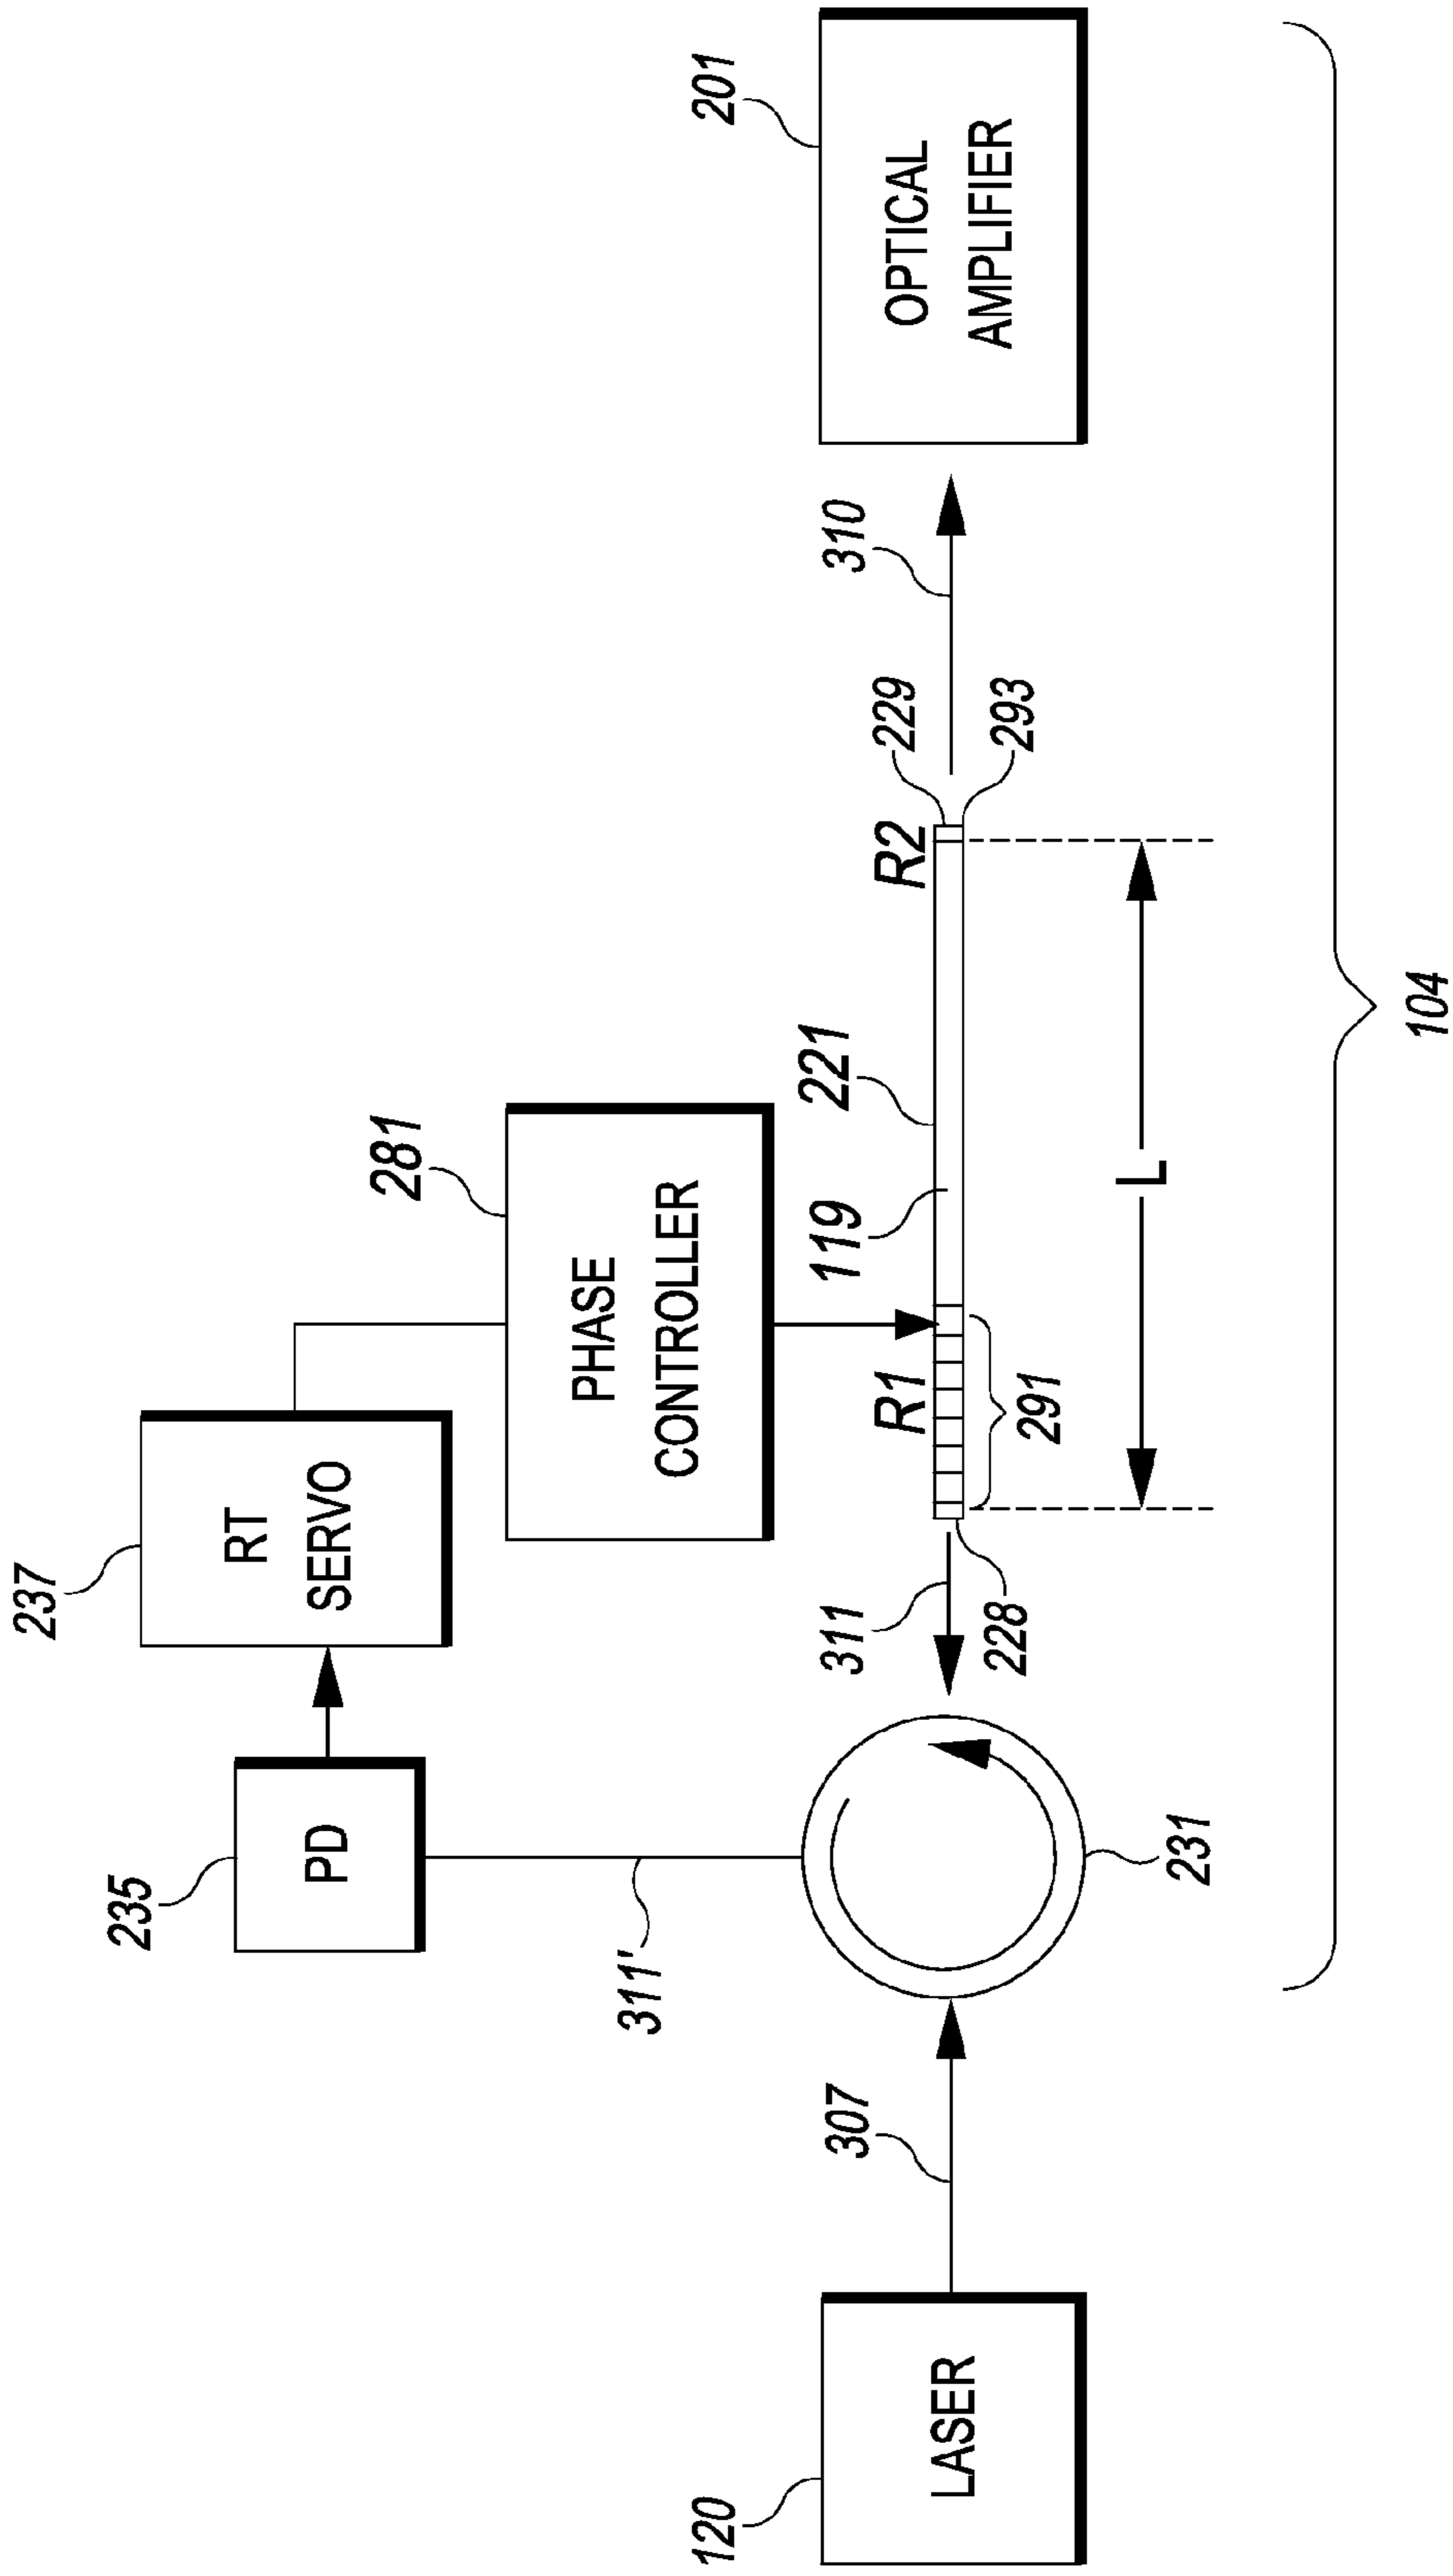 237
RT
SERVO
281
PHASE
CONTROLLER
201
OPTICAL
AMPLIFIER
235
PD
311'
120
LASER
307
231
311
228
R1
291
119
221
R2
229
293
310
L
104